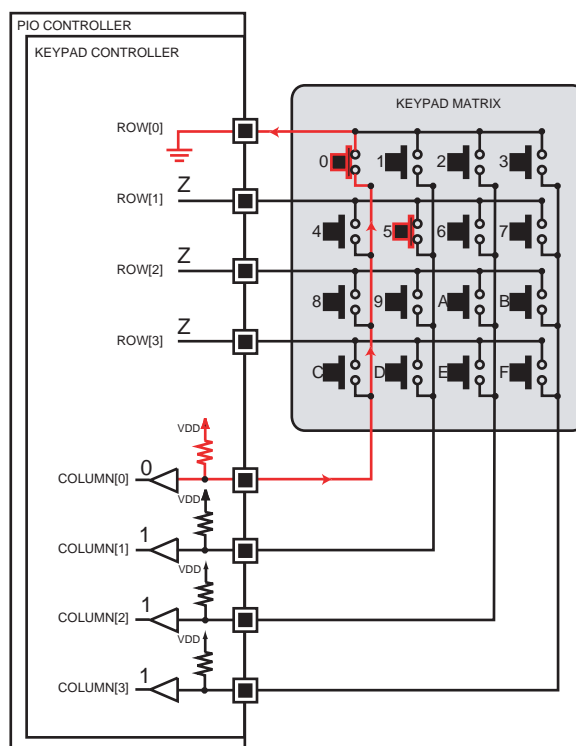 PIO CONTROLLER
KEYPAD CONTROLLER
KEYPAD MATRIX
ROW[0]
0 1 2 3
ROW[1] Z
4 5 6 7
ROW[2] Z
8 9 A B
ROW[3] Z
C D E F
VDD
COLUMN[0] 0
VDD
COLUMN[1] 1
VDD
COLUMN[2] 1
VDD
COLUMN[3] 1